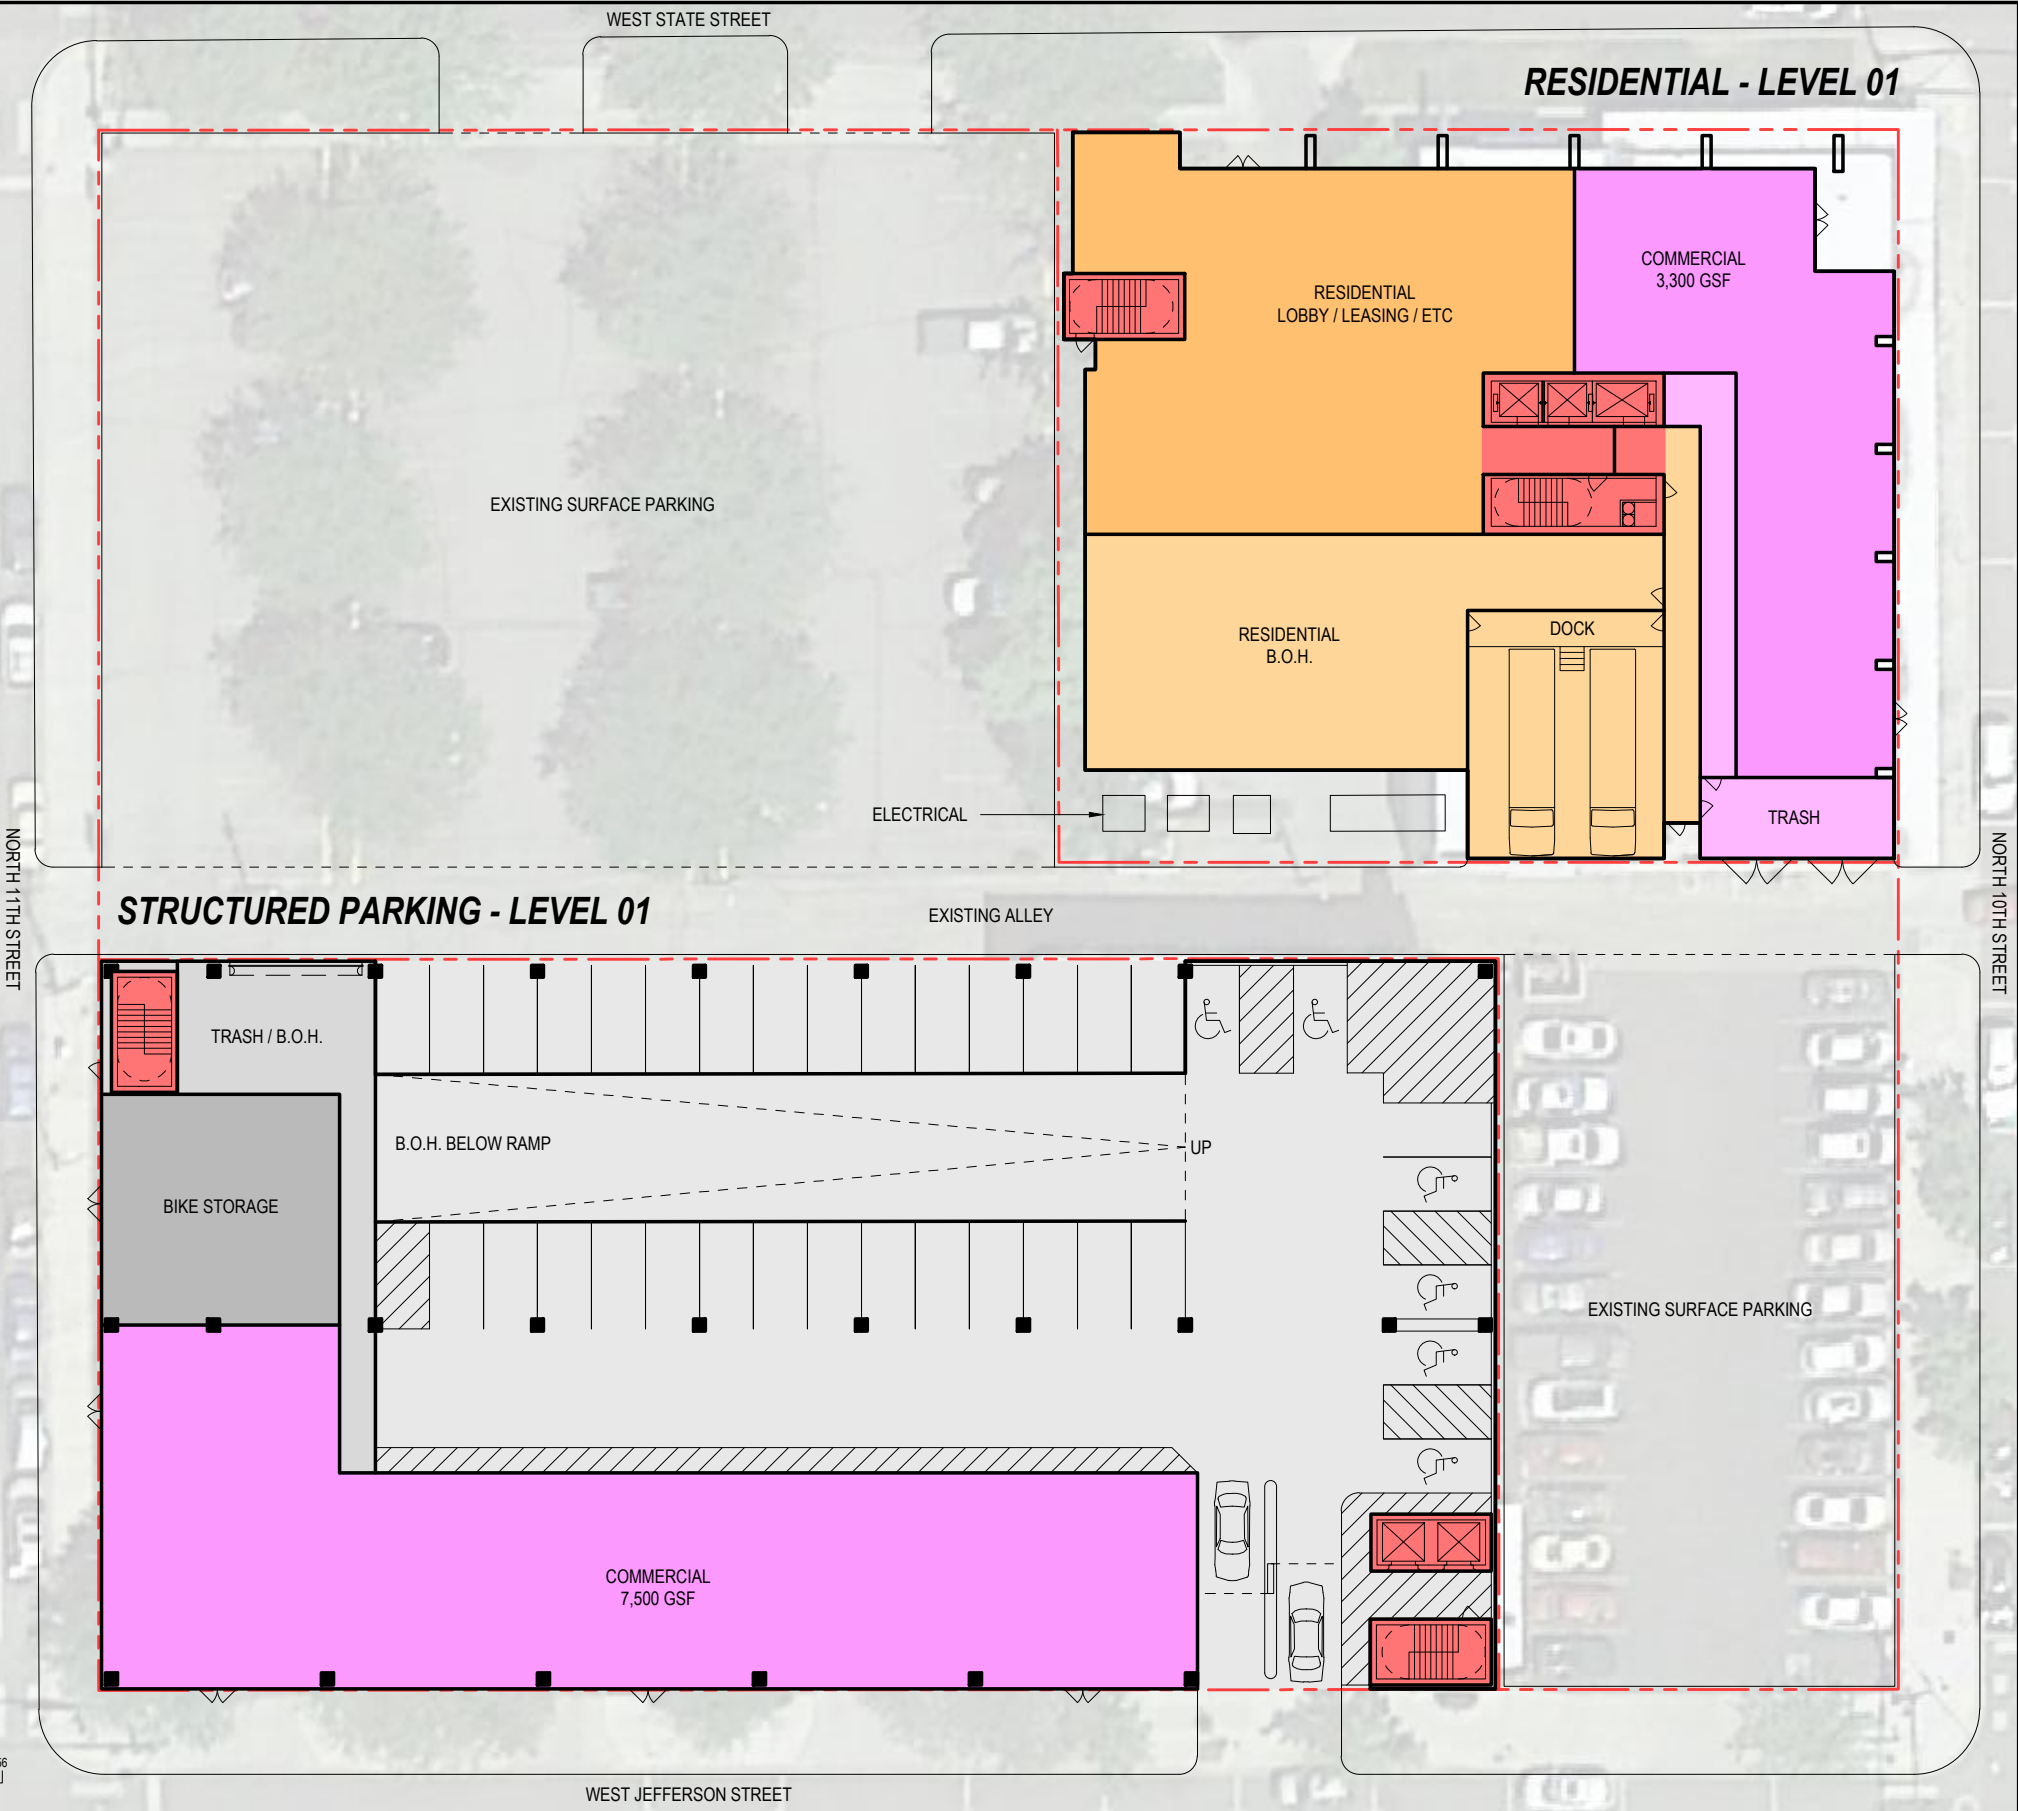 WEST STATE STREET
RESIDENTIAL - LEVEL 01
COMMERCIAL
3,300 GSF
RESIDENTIAL
LOBBY / LEASING / ETC
EXISTING SURFACE PARKING
RESIDENTIAL
B.O.H.
DOCK
ELECTRICAL
TRASH
NORTH 11TH STREET
NORTH 10TH STREET
STRUCTURED PARKING - LEVEL 01
EXISTING ALLEY
TRASH / B.O.H.
B.O.H. BELOW RAMP
UP
BIKE STORAGE
EXISTING SURFACE PARKING
COMMERCIAL
7,500 GSF
WEST JEFFERSON STREET